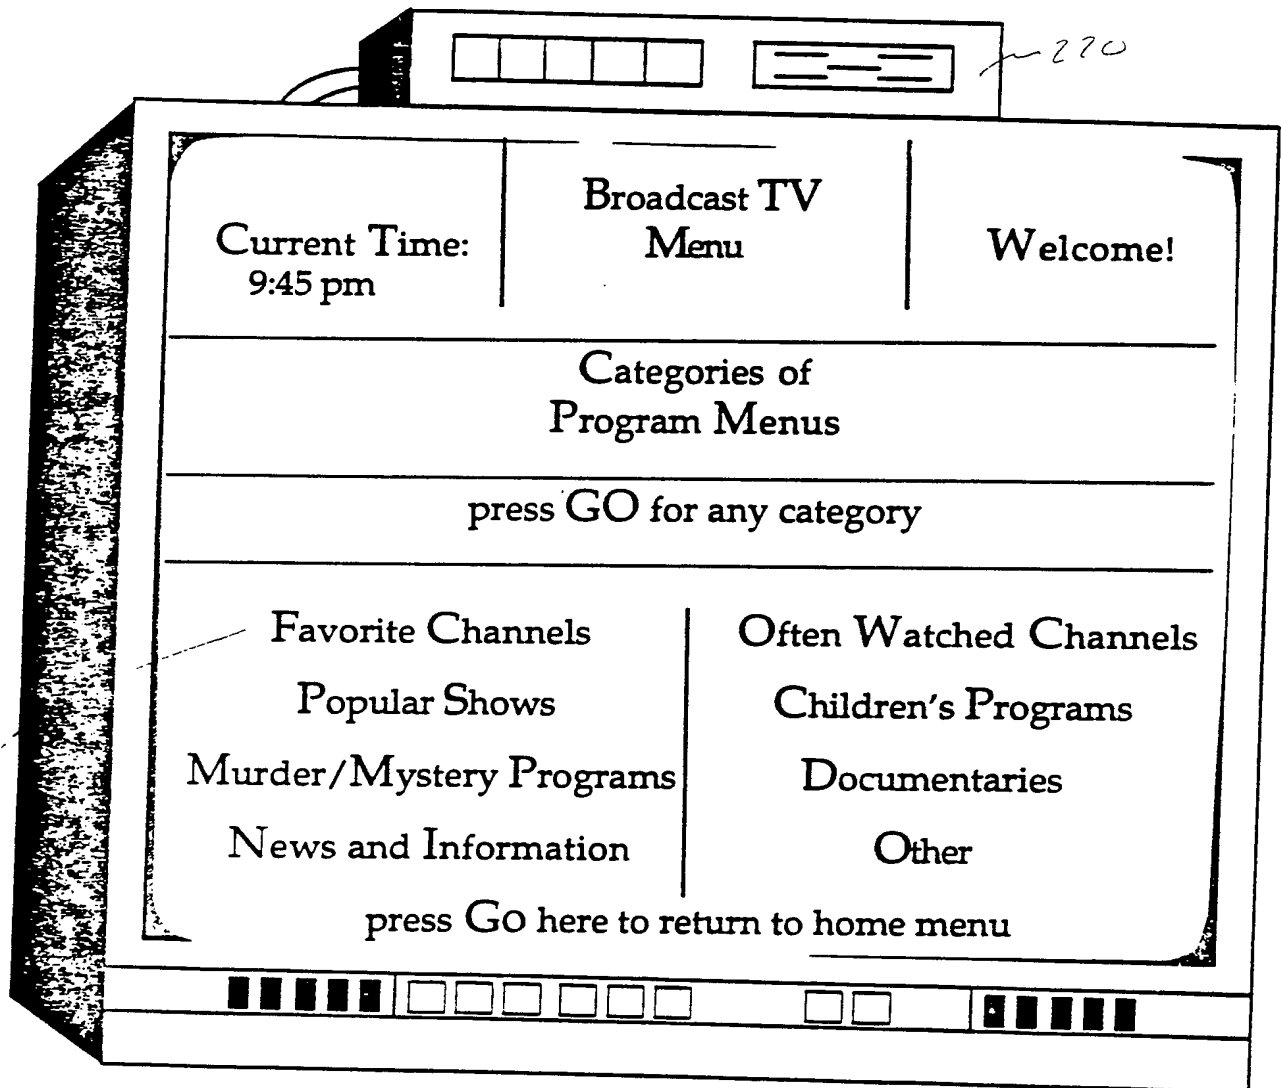 220
Broadcast TV
Menu
Current Time:
9:45 pm
Welcome!
Categories of
Program Menus
press GO for any category
Favorite Channels
Often Watched Channels
Popular Shows
Children's Programs
Murder/Mystery Programs
Documentaries
News and Information
Other
press Go here to return to home menu